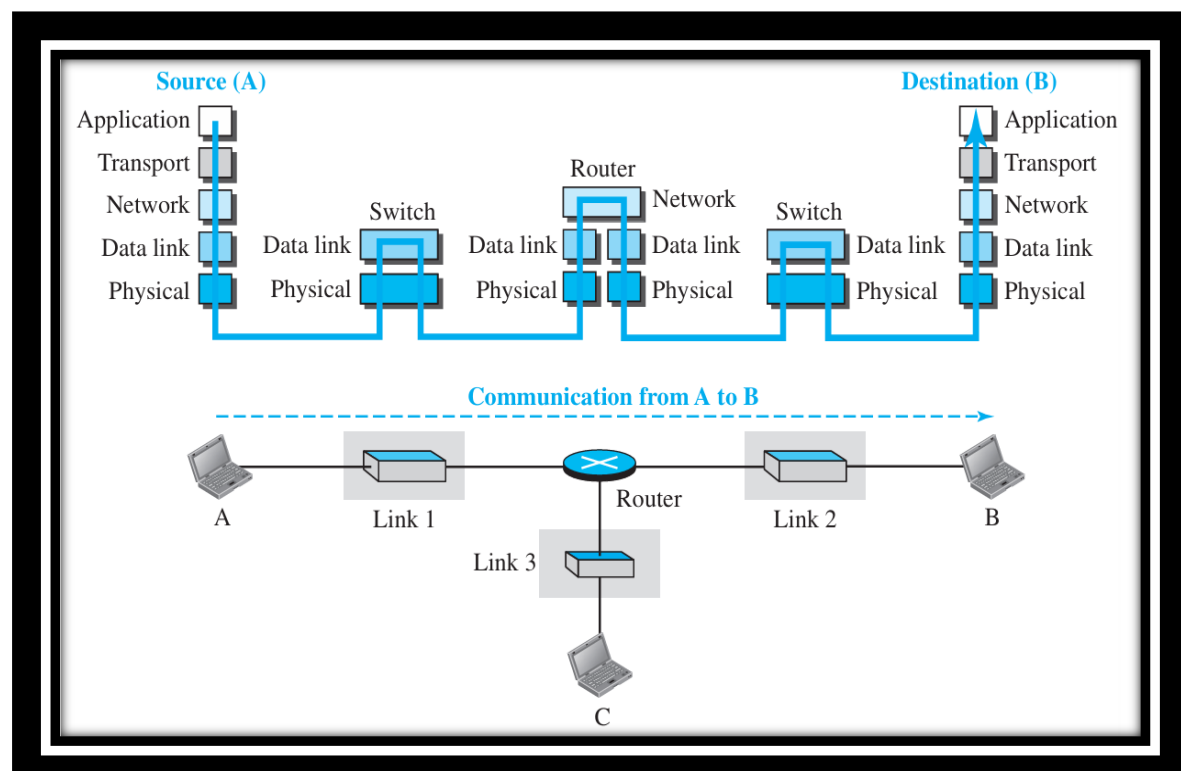 Source (A)
Destination (B)
Application
Application
Transport
Transport
Router
Network
Network
Network
Switch
Switch
Data link
Data link
Data link
Data link
Data link
Data link
Physical
Physical
Physical
Physical
Physical
Physical
Communication from A to B
Router
A
Link 1
Link 2
B
Link 3
C